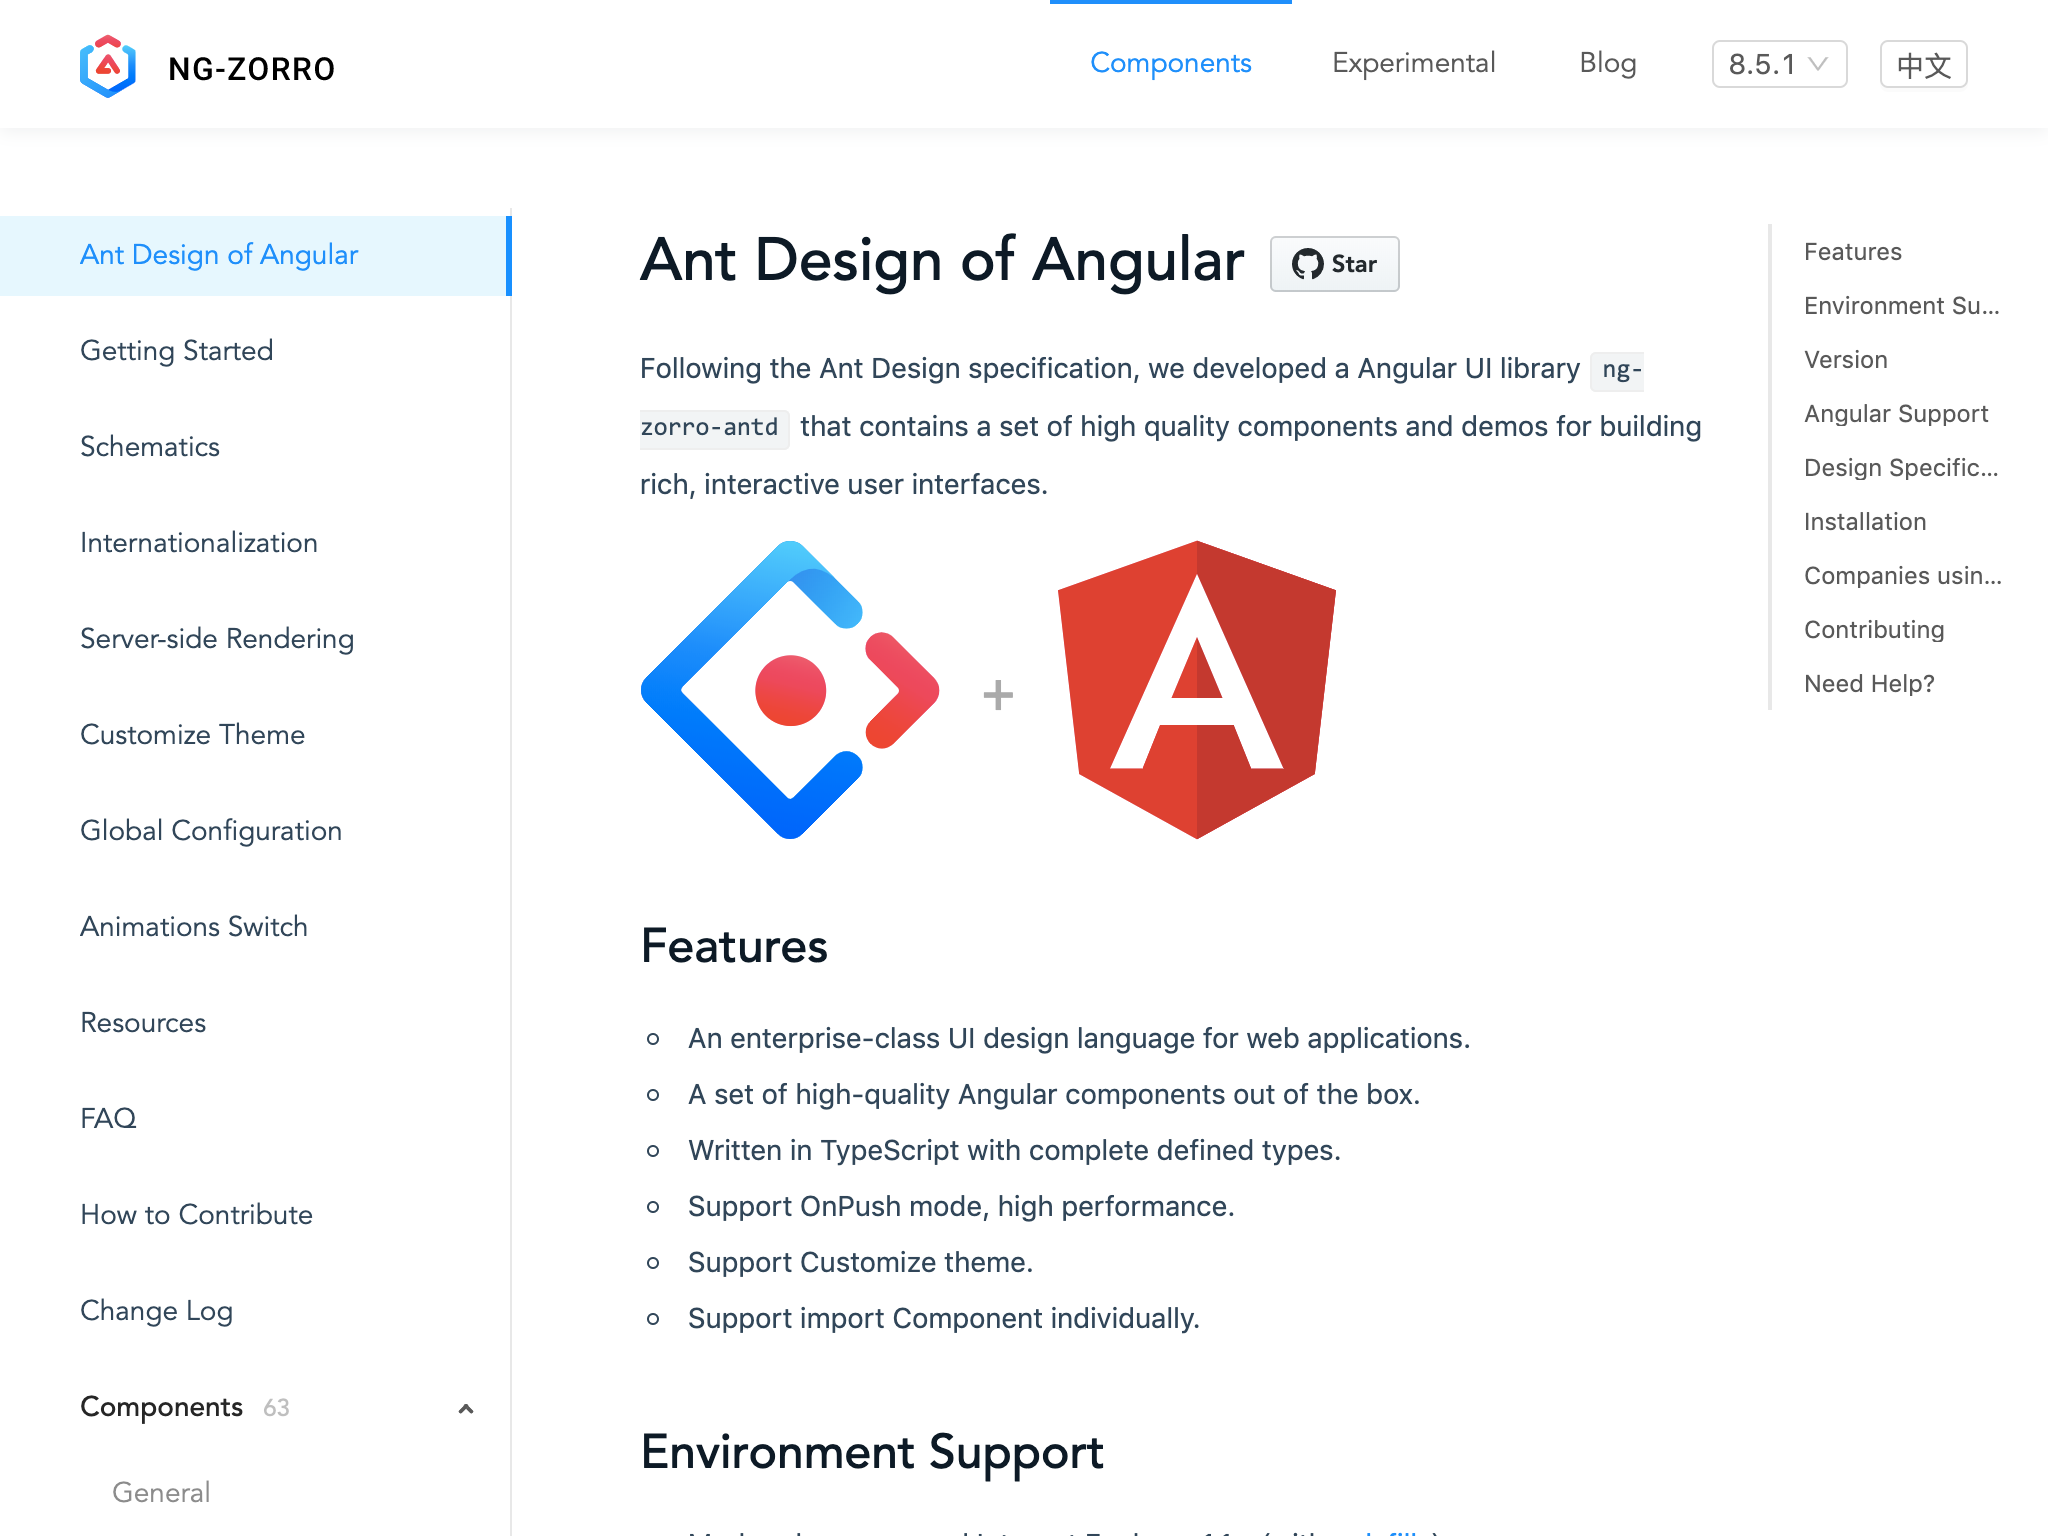 NG-ZORRO
Components
Experimental
Blog
8.5.1
中文
Ant Design of Angular
Getting Started
Schematics
Internationalization
Server-side Rendering
Customize Theme
Global Configuration
Animations Switch
Resources
FAQ
How to Contribute
Change Log
Components 63
General
Ant Design of Angular
Star
Following the Ant Design specification, we developed a Angular UI library ng-
zorro-antd that contains a set of high quality components and demos for building
rich, interactive user interfaces.
Features
An enterprise-class UI design language for web applications.
A set of high-quality Angular components out of the box.
Written in TypeScript with complete defined types.
Support OnPush mode, high performance.
Support Customize theme.
Support import Component individually.
Environment Support
Features
Environment Su...
Version
Angular Support
Design Specific...
Installation
Companies usin...
Contributing
Need Help?